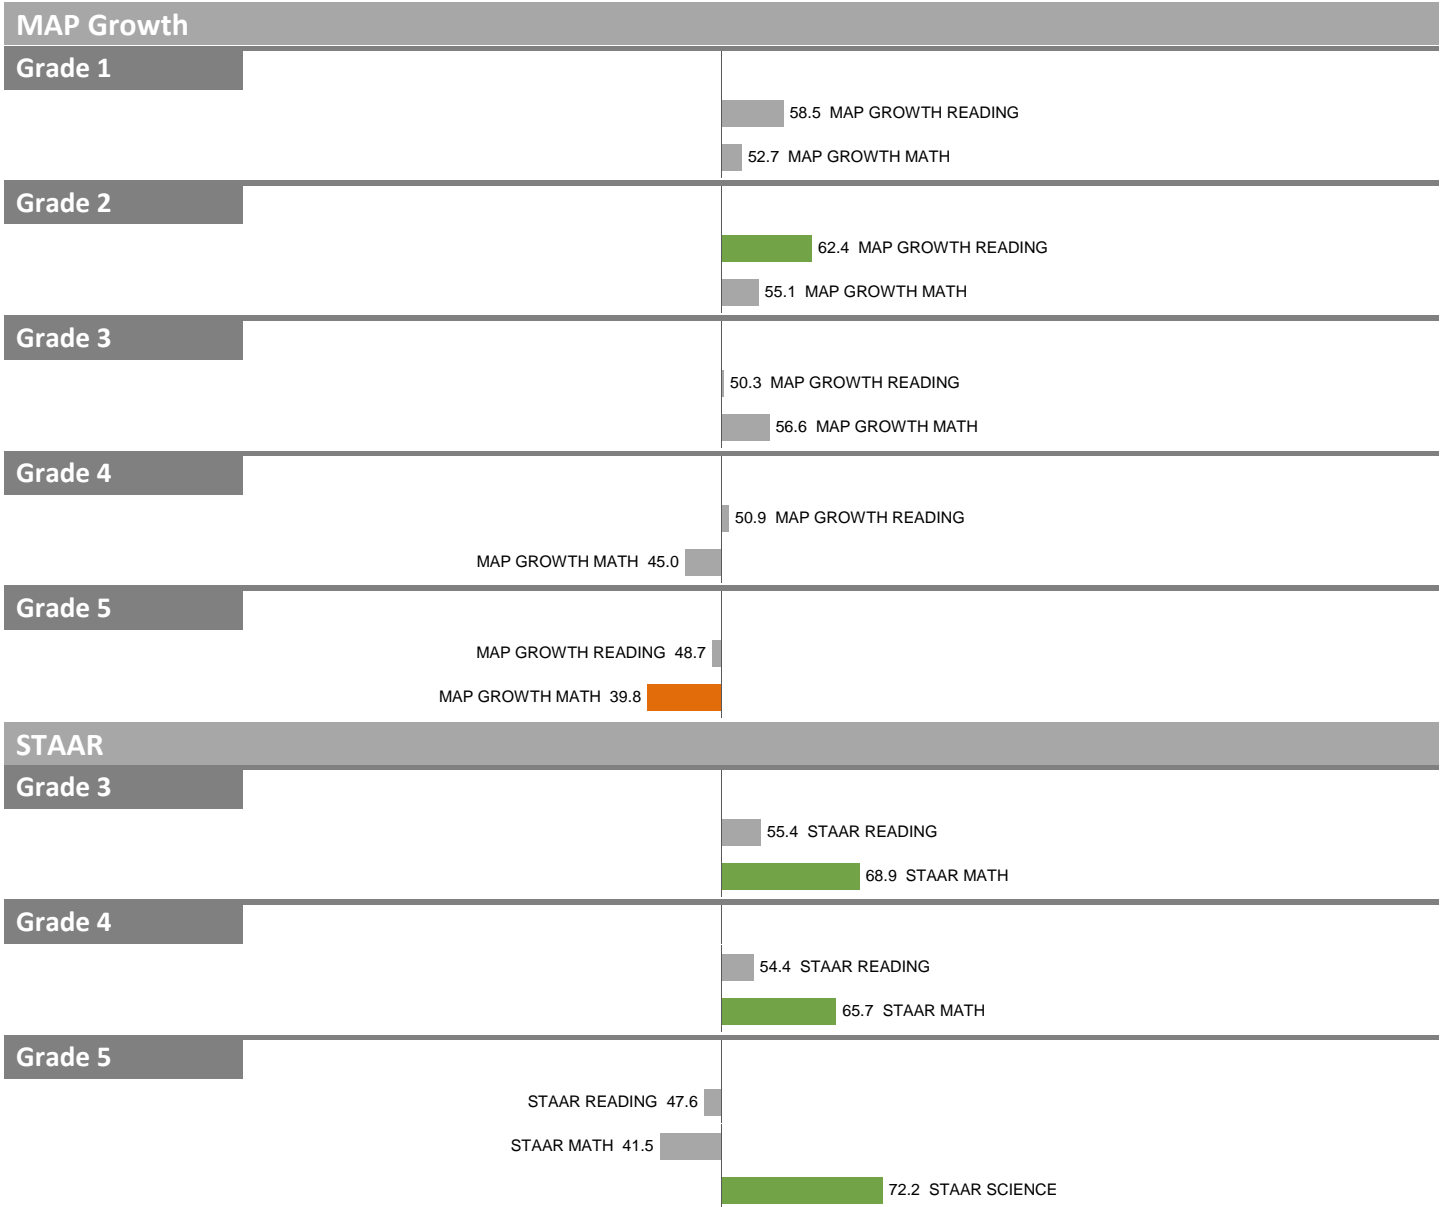 MAP Growth
Grade 1
58.5 MAP GROWTH READING
52.7 MAP GROWTH MATH
Grade 2
62.4 MAP GROWTH READING
55.1 MAP GROWTH MATH
Grade 3
50.3 MAP GROWTH READING
56.6 MAP GROWTH MATH
Grade 4
50.9 MAP GROWTH READING
MAP GROWTH MATH 45.0
Grade 5
MAP GROWTH READING 48.7
MAP GROWTH MATH 39.8
STAAR
Grade 3
55.4 STAAR READING
68.9 STAAR MATH
Grade 4
54.4 STAAR READING
65.7 STAAR MATH
Grade 5
STAAR READING 47.6
STAAR MATH 41.5
72.2 STAAR SCIENCE